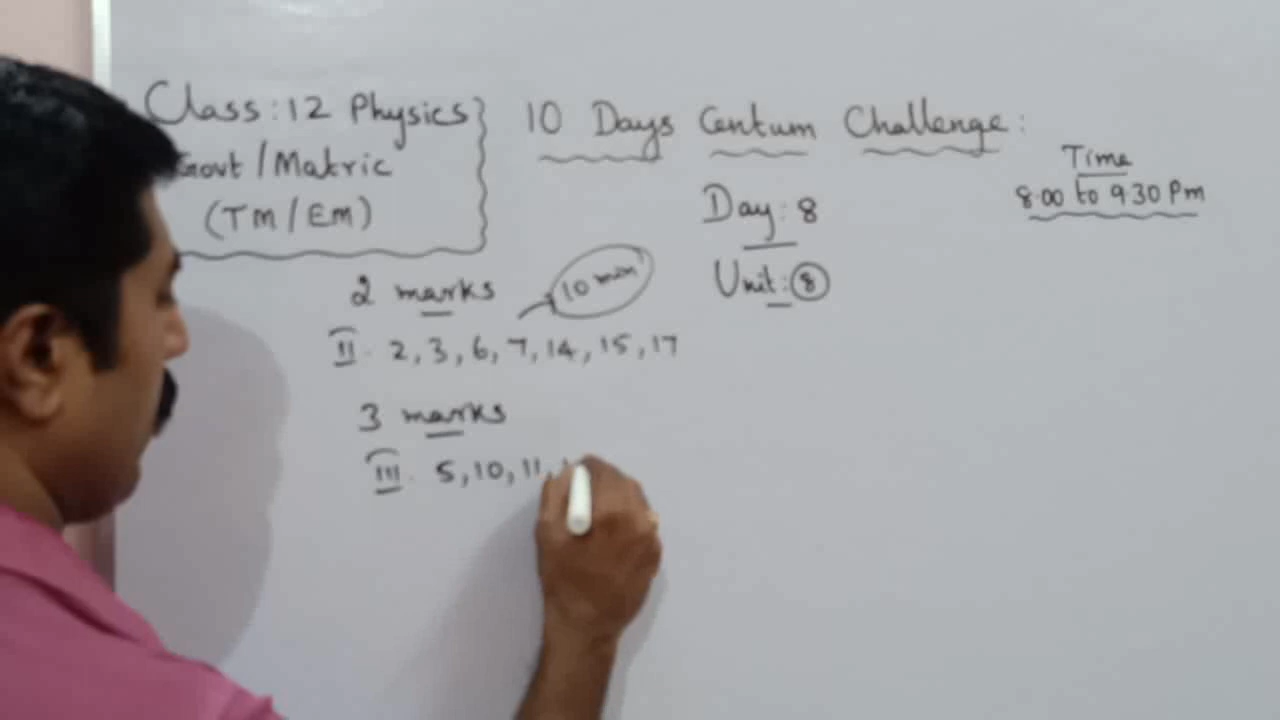 Class: 12 Physics
Govt / Matric
(TM / EM)
10 Days Centum Challenge:
Time
8.00 to 9.30 Pm
Day: 8
Unit: 8
2 marks
10 min
II. 2, 3, 6, 7, 14, 15, 17
3 marks
III. 5, 10, 11,